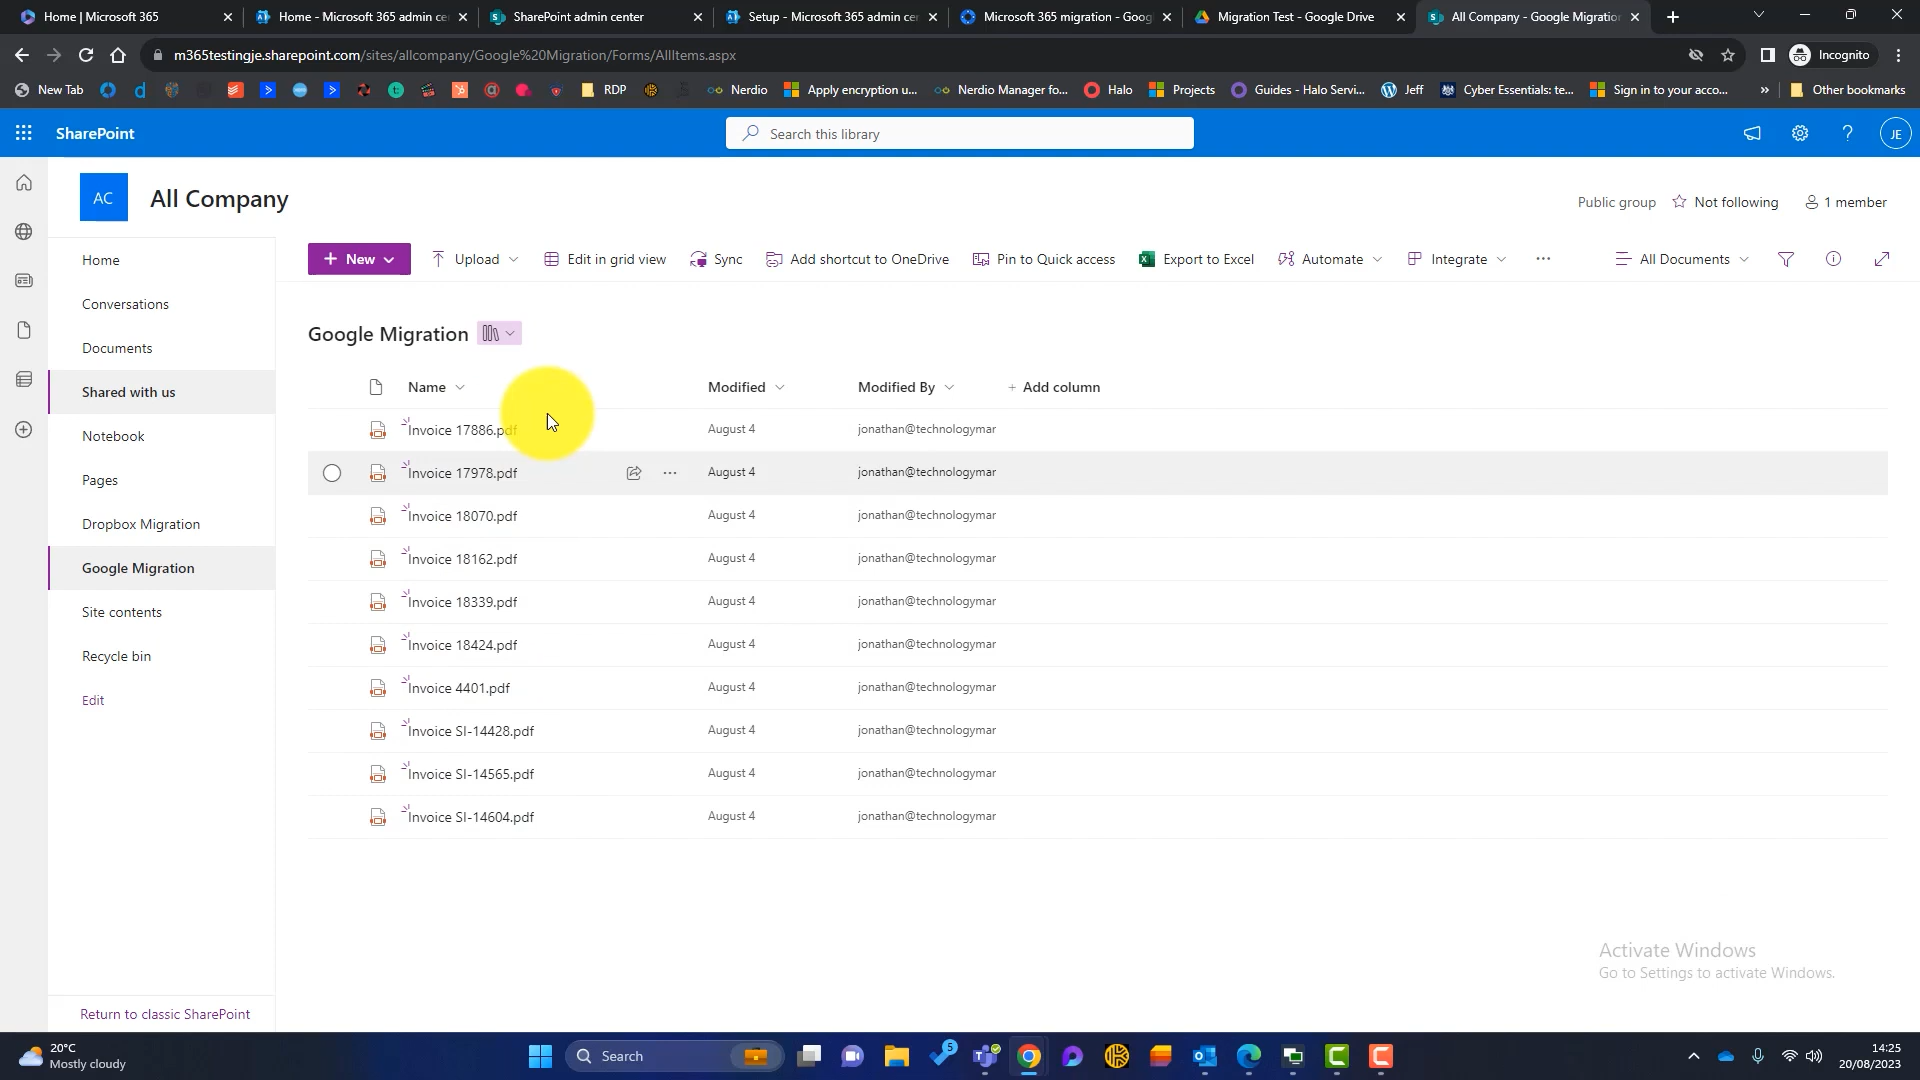 Home | Microsoft 365
Home - Microsoft 365 admin ce
SharePoint admin center
Setup - Microsoft 365 admin cen
Microsoft 365 migration - Goog
Migration Test - Google Drive
All Company - Google Migration
m365testingje.sharepoint.com/sites/allcompany/Google%20Migration/Forms/AllItems.aspx
Incognito
New Tab
RDP
Nerdio
Apply encryption u...
Nerdio Manager fo...
Halo
Projects
Guides - Halo Servi...
Jeff
Cyber Essentials: te...
Sign in to your acco...
»
Other bookmarks
SharePoint
Search this library
?
JE
AC
All Company
Public group
Not following
1 member
Home
Conversations
Documents
Shared with us
Notebook
Pages
Dropbox Migration
Google Migration
Site contents
Recycle bin
Edit
Return to classic SharePoint
+ New
Upload
Edit in grid view
Sync
Add shortcut to OneDrive
Pin to Quick access
Export to Excel
Automate
Integrate
...
All Documents
Google Migration
Name
Modified
Modified By
+ Add column
Invoice 17886.pdf August 4 jonathan@technologymar
Invoice 17978.pdf ... August 4 jonathan@technologymar
Invoice 18070.pdf August 4 jonathan@technologymar
Invoice 18162.pdf August 4 jonathan@technologymar
Invoice 18339.pdf August 4 jonathan@technologymar
Invoice 18424.pdf August 4 jonathan@technologymar
Invoice 4401.pdf August 4 jonathan@technologymar
Invoice SI-14428.pdf August 4 jonathan@technologymar
Invoice SI-14565.pdf August 4 jonathan@technologymar
Invoice SI-14604.pdf August 4 jonathan@technologymar
Activate Windows
Go to Settings to activate Windows.
20°C
Mostly cloudy
Search
5
14:25
20/08/2023